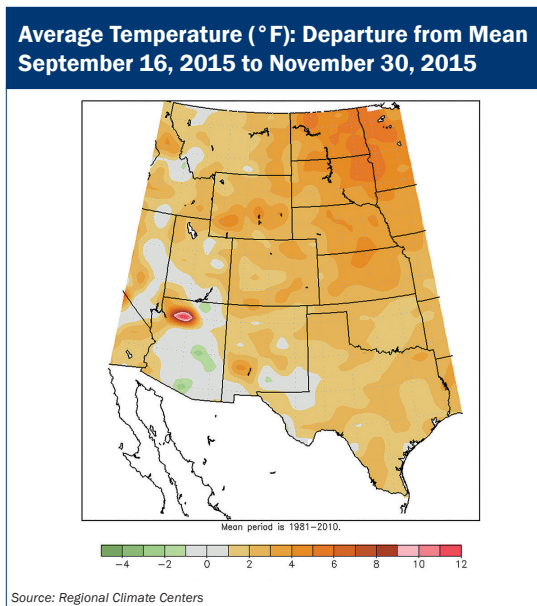 Average Temperature (°F): Departure from Mean
September 16, 2015 to November 30, 2015
Mean period is 1981–2010.
−4 −2 0 2 4 6 8 10 12
Source: Regional Climate Centers